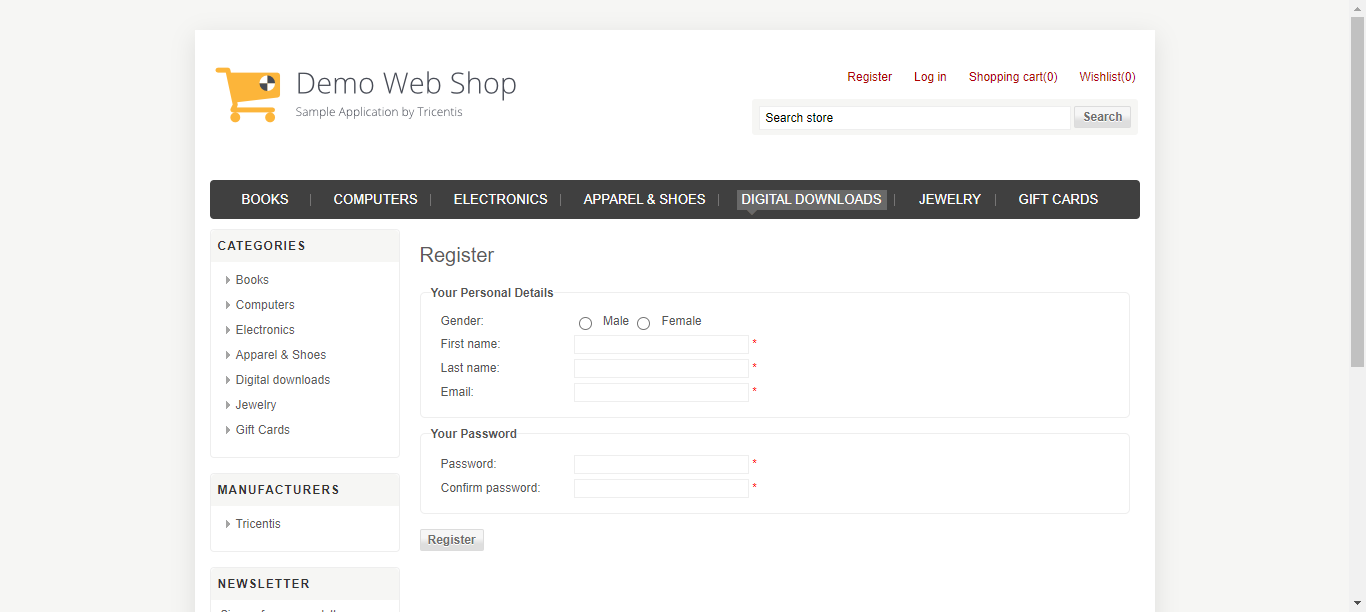 Demo Web Shop
Sample Application by Tricentis
Register Log in Shopping cart(0) Wishlist(0)
Search store Search
BOOKS COMPUTERS ELECTRONICS APPAREL & SHOES DIGITAL DOWNLOADS JEWELRY GIFT CARDS
CATEGORIES
Books
Computers
Electronics
Apparel & Shoes
Digital downloads
Jewelry
Gift Cards
MANUFACTURERS
Tricentis
NEWSLETTER
Register
Your Personal Details
Gender: Male Female
First name: *
Last name: *
Email: *
Your Password
Password: *
Confirm password: *
Register